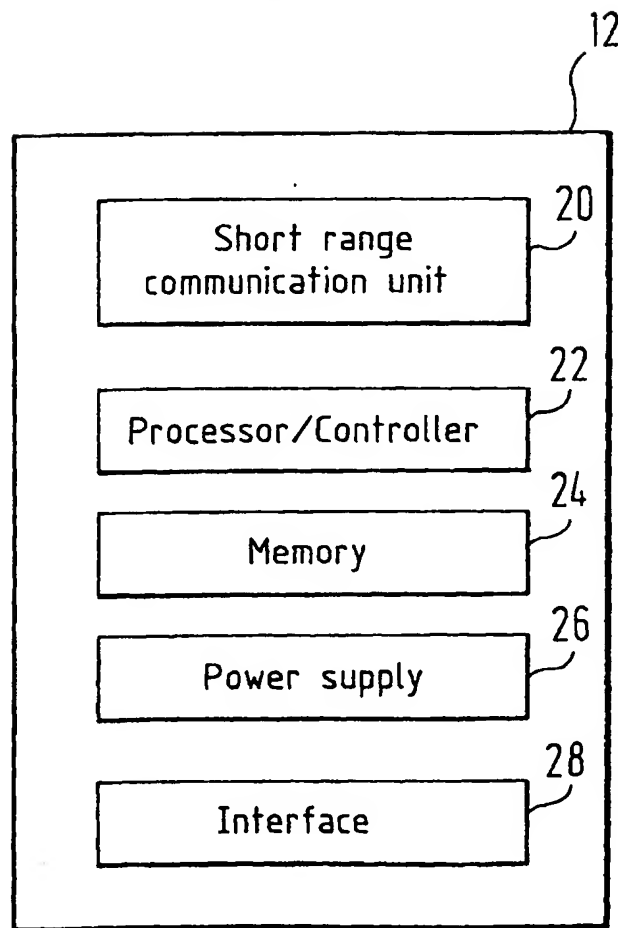 12
20
Short range
communication unit
22
Processor/Controller
24
Memory
26
Power supply
28
Interface